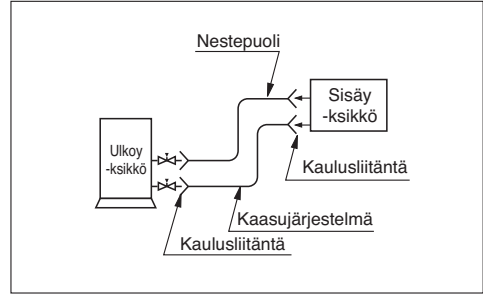 Nestepuoli
Sisäy
-ksikkö
Ulkoy
-ksikkö
Kaulusliitäntä
Kaasujärjestelmä
Kaulusliitäntä